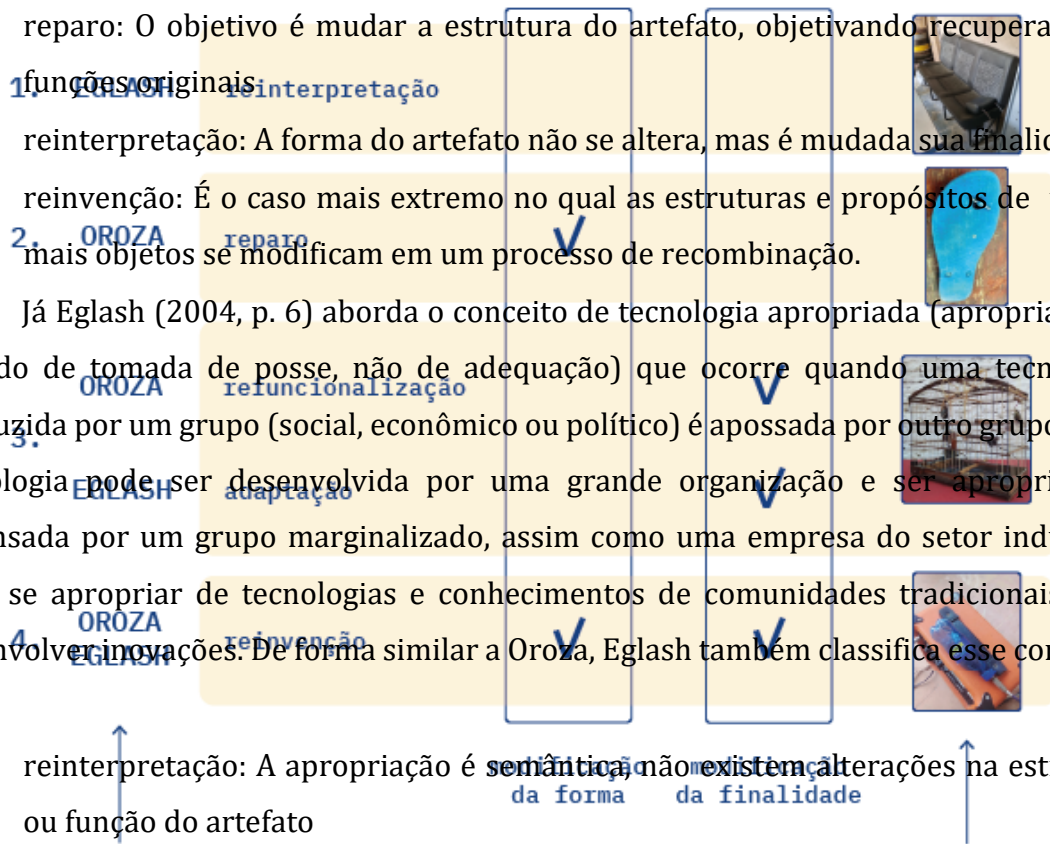 reparo: O objetivo é mudar a estrutura do artefato, objetivando recupera
funções originais
1. EGLASH reinterpretação
reinterpretação: A forma do artefato não se altera, mas é mudada sua finalid
reinvenção: É o caso mais extremo no qual as estruturas e propósitos de
2. OROZA reparo
mais objetos se modificam em um processo de recombinação.
Já Eglash (2004, p. 6) aborda o conceito de tecnologia apropriada (apropria
do de tomada de posse, não de adequação) que ocorre quando uma tecn
OROZA refuncionalização
uzida por um grupo (social, econômico ou político) é apossada por outro grupo
3.
ologia pode ser desenvolvida por uma grande organização e ser apropri
EGLASH adaptação
nsada por um grupo marginalizado, assim como uma empresa do setor indu
se apropriar de tecnologias e conhecimentos de comunidades tradicionais
OROZA
4. EGLASH reinvenção
nvolver inovações. De forma similar a Oroza, Eglash também classifica esse con
reinterpretação: A apropriação é semântica, não existem alterações na est
modificação modificação
da forma da finalidade
ou função do artefato